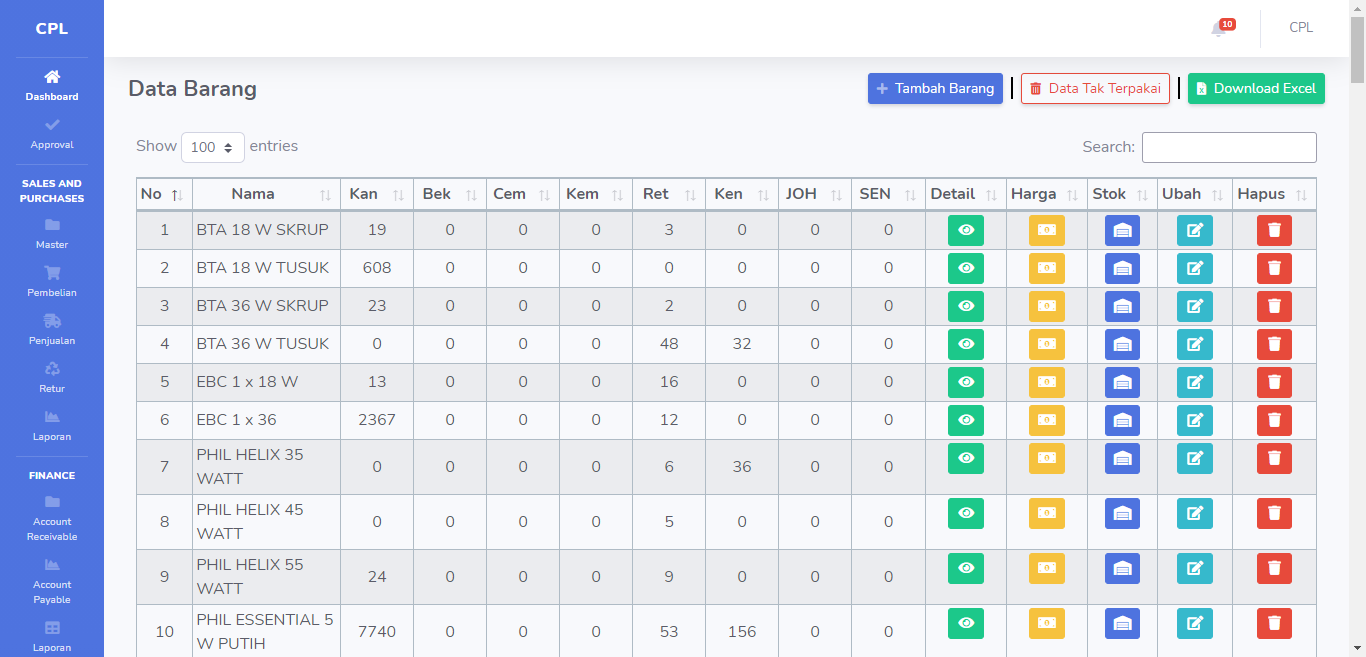 CPL
10
CPL
Dashboard
Approval
SALES AND
PURCHASES
Master
Pembelian
Penjualan
Retur
Laporan
FINANCE
Account
Receivable
Account
Payable
Laporan
Data Barang
Tambah Barang
Data Tak Terpakai
Download Excel
Show 100 entries
Search:
No Nama Kan Bek Cem Kem Ret Ken JOH SEN Detail Harga Stok Ubah Hapus
1 BTA 18 W SKRUP 19 0 0 0 3 0 0 0
2 BTA 18 W TUSUK 608 0 0 0 0 0 0 0
3 BTA 36 W SKRUP 23 0 0 0 2 0 0 0
4 BTA 36 W TUSUK 0 0 0 0 48 32 0 0
5 EBC 1 x 18 W 13 0 0 0 16 0 0 0
6 EBC 1 x 36 2367 0 0 0 12 0 0 0
7 PHIL HELIX 35
WATT 0 0 0 0 6 36 0 0
8 PHIL HELIX 45
WATT 0 0 0 0 5 0 0 0
9 PHIL HELIX 55
WATT 24 0 0 0 9 0 0 0
10 PHIL ESSENTIAL 5
W PUTIH 7740 0 0 0 53 156 0 0